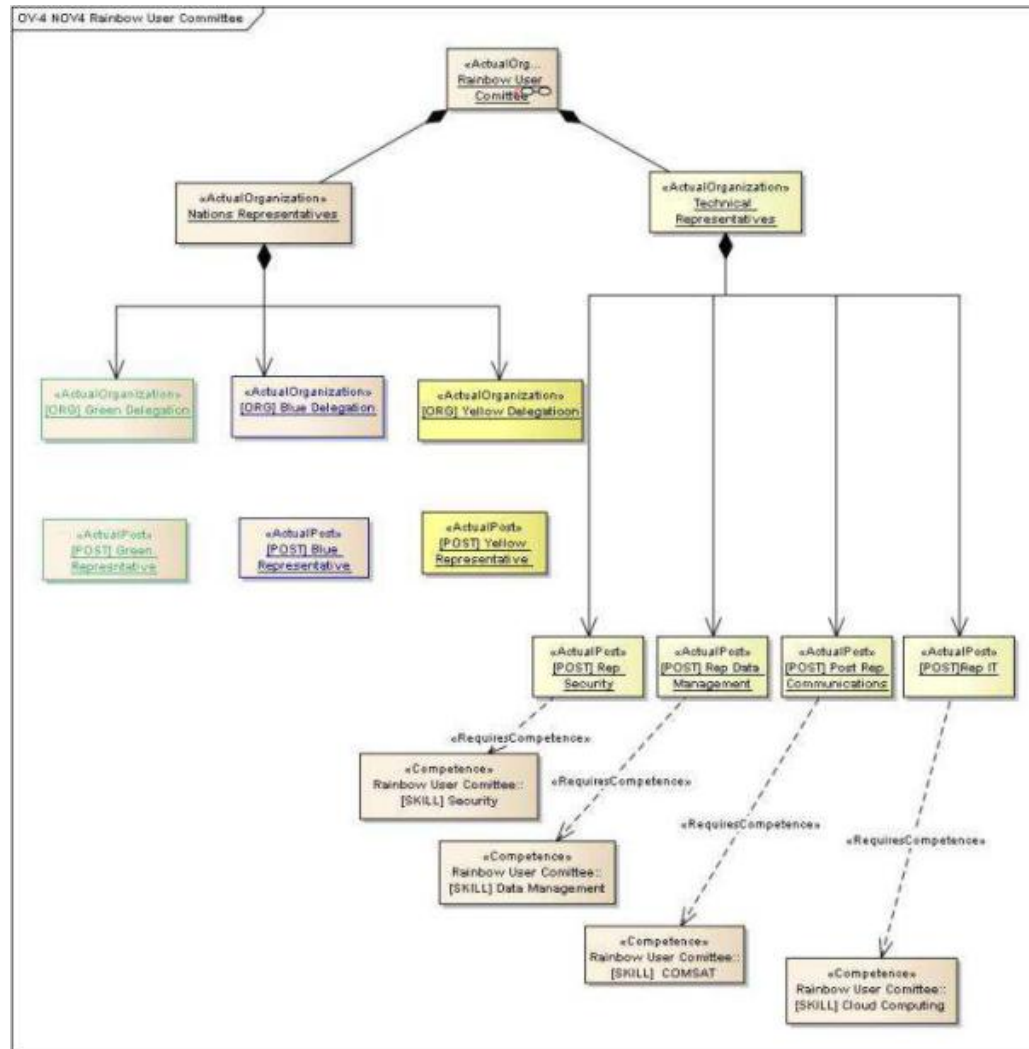 OV-4 NOV4 Rainbow User Committee
«ActualOrg...
Rainbow User
Comittee
«ActualOrganization»
Nations Representatives
«ActualOrganization»
Technical
Representatives
«ActualOrganization»
[ORG] Green Delegation
«ActualOrganization»
[ORG] Blue Delegation
«ActualOrganization»
[ORG] Yellow Delegatioon
«ActualPost»
[POST] Green
Represntative
«ActualPost»
[POST] Blue
Representative
«ActualPost»
[POST] Yellow
Representative
«ActualPost»
[POST] Rep
Security
«ActualPost»
[POST] Rep Data
Management
«ActualPost»
[POST] Post Rep
Communications
«ActualPost»
[POST]Rep IT
«RequiresCompetence»
«Competence»
Rainbow User Comittee::
[SKILL] Security
«RequiresCompetence»
«Competence»
Rainbow User Comittee::
[SKILL] Data Management
«RequiresCompetence»
«Competence»
Rainbow User Comittee::
[SKILL] COMSAT
«RequiresCompetence»
«Competence»
Rainbow User Comittee::
[SKILL] Cloud Computing